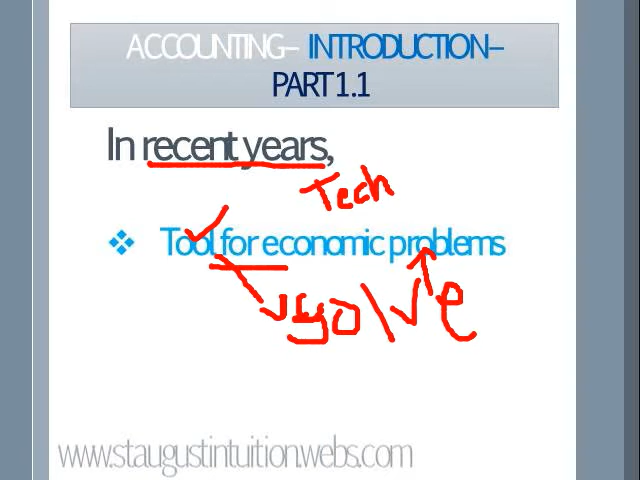 ACCOUNTING– INTRODUCTION–
PART 1.1
In recent years,
Tech
❖ Tool for economic problems
solve
www.staugustintuition.webs.com